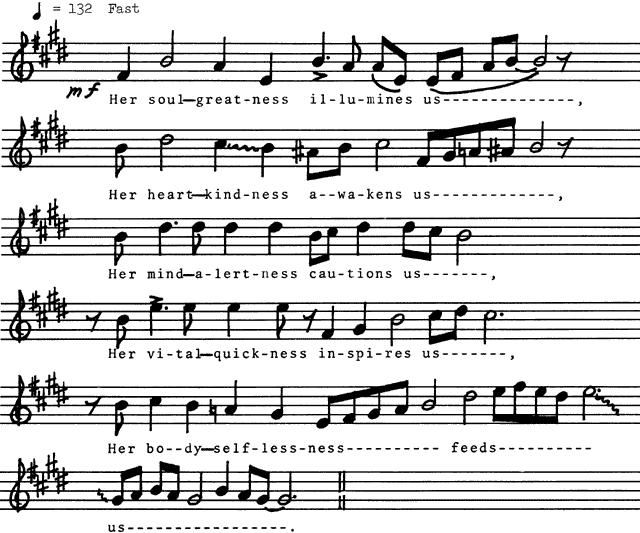 = 132 Fast
mf
Her soul-great-ness il-lu-mines us-------------,
Her heart-kind-ness a--wa-kens us------------,
Her mind-a-lert-ness cau-tions us-------,
Her vi-tal-quick-ness in-spi-res us-------,
Her bo--dy-self-less-ness---------- feeds----------
us-----------------.